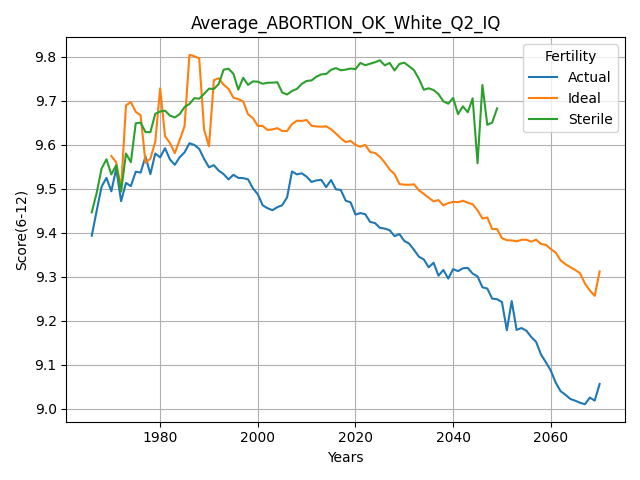 Average_ABORTION_OK_White_Q2_IQ
Score(6-12)
9.8
9.7
9.6
9.5
9.4
9.3
9.2
9.1
9.0
Fertility
Actual
Ideal
Sterile
1980
2000
2020
2040
2060
Years